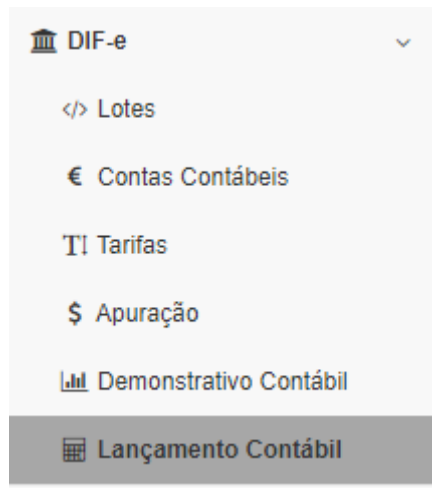 DIF-e
Lotes
Contas Contábeis
Tarifas
Apuração
Demonstrativo Contábil
Lançamento Contábil